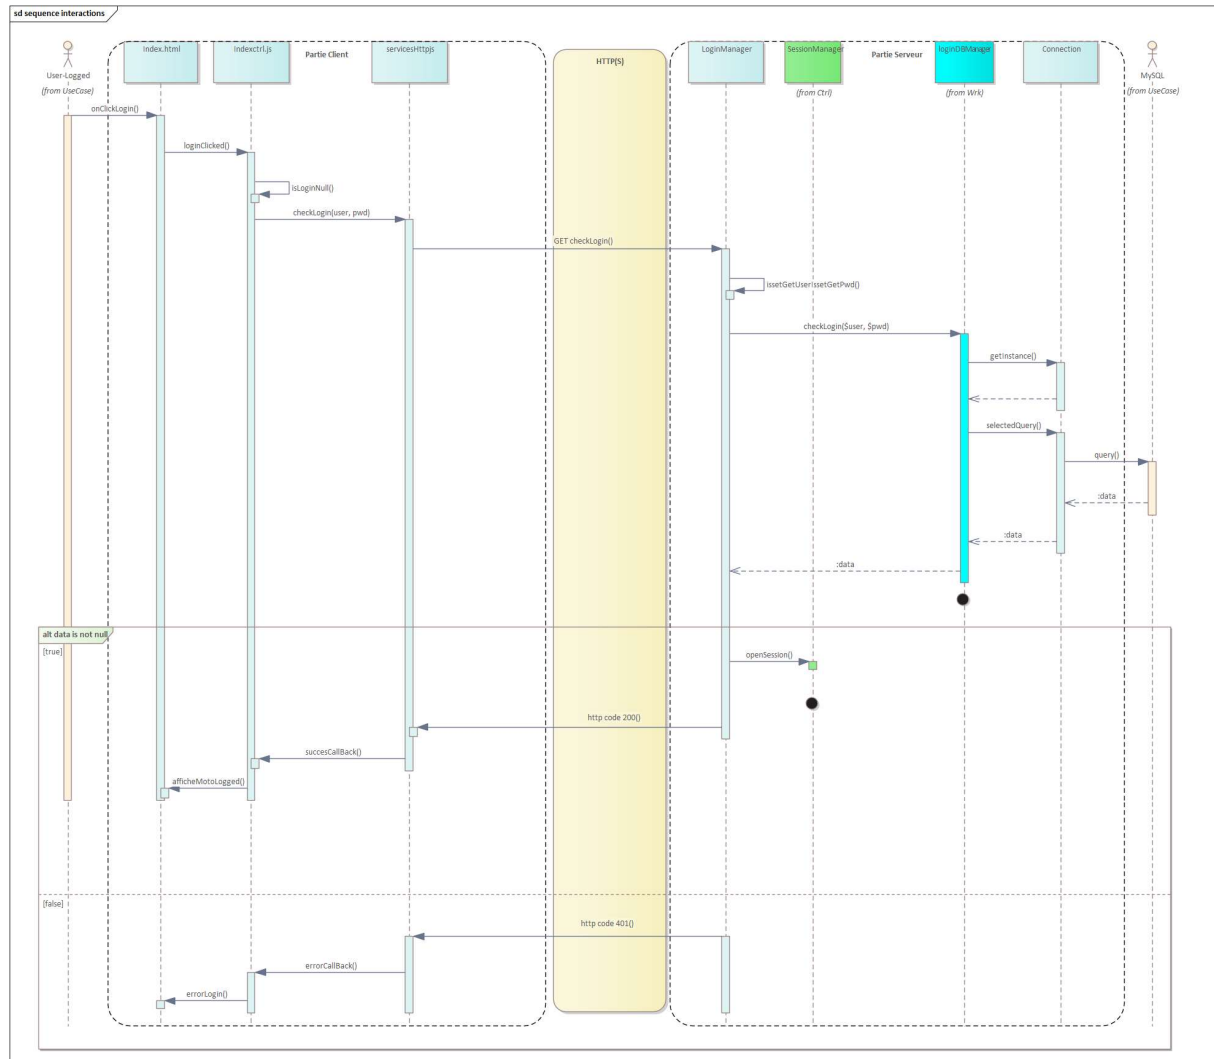 sd sequence interactions
User-Logged
(from UseCase)
index.html
Indexctrl.js
Partie Client
servicesHttpjs
HTTP(S)
LoginManager
SessionManager
(from Ctrl)
Partie Serveur
loginDBManager
(from Wrk)
Connection
MySQL
(from UseCase)
onClickLogin()
loginClicked()
isLoginNull()
checkLogin(user, pwd)
GET checkLogin()
issetGetUserissetGetPwd()
checkLogin($user, $pwd)
getInstance()
selectedQuery()
query()
:data
:data
:data
alt data is not null
[true]
openSession()
http code 200()
succesCallBack()
afficheMotoLogged()
[false]
http code 401()
errorCallBack()
errorLogin()